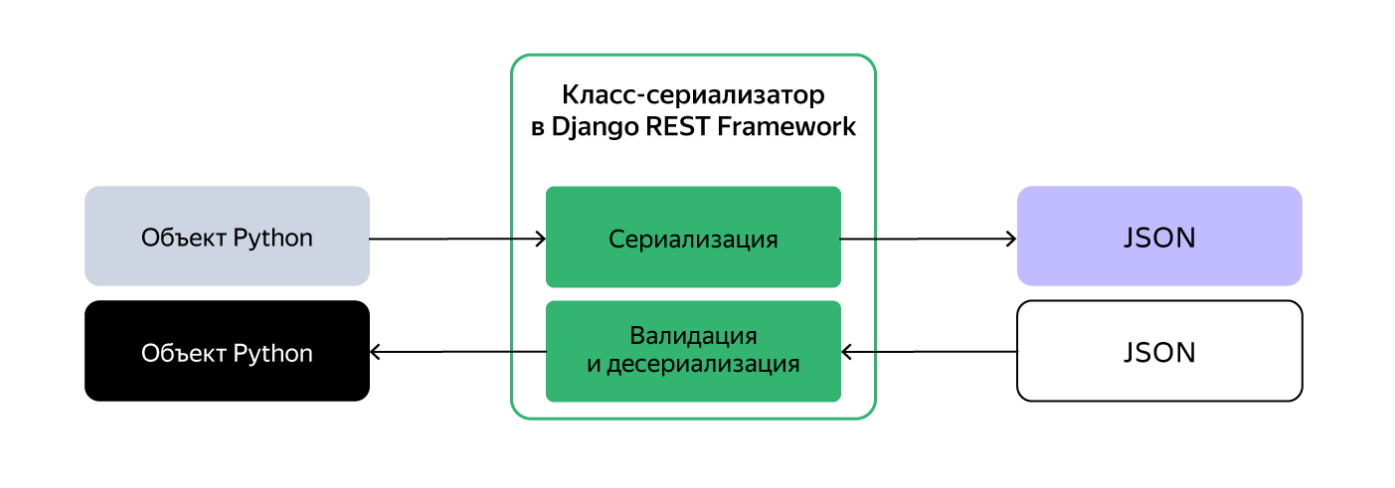 Класс-сериализатор
в Django REST Framework
Объект Python
Сериализация
JSON
Объект Python
Валидация
и десериализация
JSON